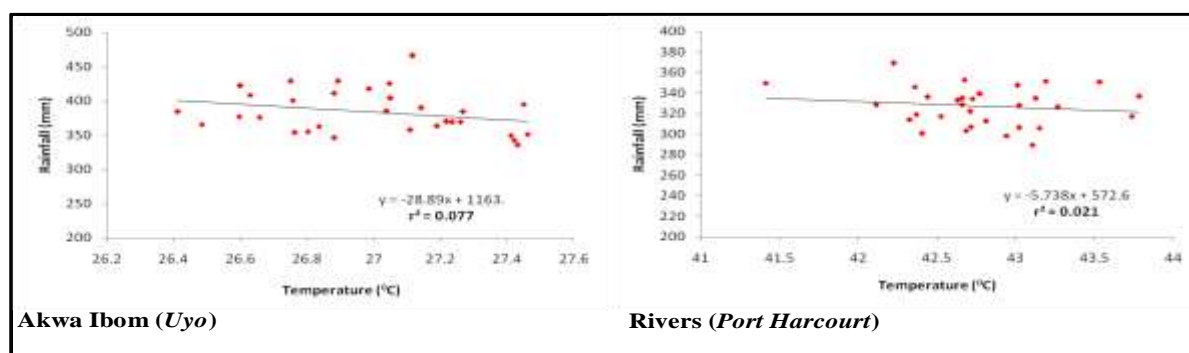 500
450
400
350
300
250
200
26.2 26.4 26.6 26.8 27 27.2 27.4 27.6
Rainfall (mm)
Temperature (⁰C)
y = -28.89x + 1163.
r² = 0.077
Akwa Ibom (Uyo)
400
380
360
340
320
300
280
260
240
220
200
41 41.5 42 42.5 43 43.5 44
Rainfall (mm)
Temperature (⁰C)
y = -5.738x + 572.6
r² = 0.021
Rivers (Port Harcourt)